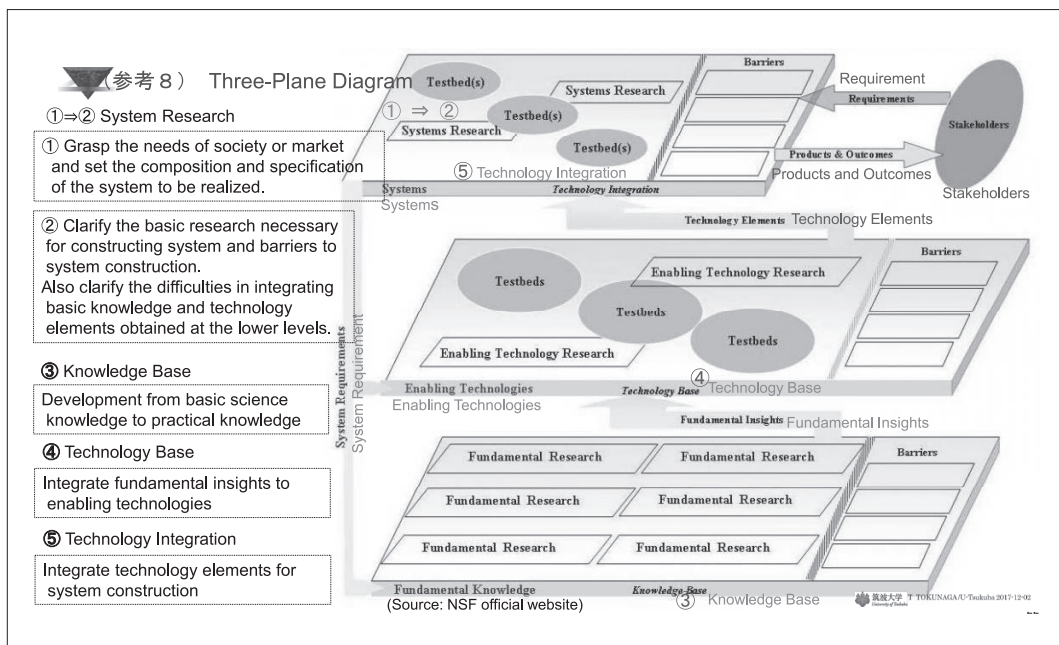 (参考8) Three-Plane Diagram
①⇒② System Research
① Grasp the needs of society or market
and set the composition and specification
of the system to be realized.
② Clarify the basic research necessary
for constructing system and barriers to
system construction.
Also clarify the difficulties in integrating
basic knowledge and technology
elements obtained at the lower levels.
③ Knowledge Base
Development from basic science
knowledge to practical knowledge
④ Technology Base
Integrate fundamental insights to
enabling technologies
⑤ Technology Integration
Integrate technology elements for
system construction
Testbed(s)
Systems Research
① ⇒ ②
Testbed(s)
Systems Research
Testbed(s)
⑤ Technology Integration
Systems
Technology Integration
Systems
Barriers
Requirement
Requirements
Stakeholders
Products & Outcomes
Products and Outcomes
Stakeholders
Technology Elements Technology Elements
System Requirements
System Requirement
Barriers
Enabling Technology Research
Testbeds
Testbeds
Testbeds
Enabling Technology Research
Enabling Technologies
Technology Base
④ Technology Base
Enabling Technologies
Fundamental Insights Fundamental Insights
Barriers
Fundamental Research
Fundamental Research
Fundamental Research
Fundamental Research
Fundamental Research
Fundamental Research
Fundamental Knowledge
Knowledge Base
(Source: NSF official website)
③ Knowledge Base
筑波大学 T TOKUNAGA/U-Tsukuba 2017-12-02
University of Tsukuba